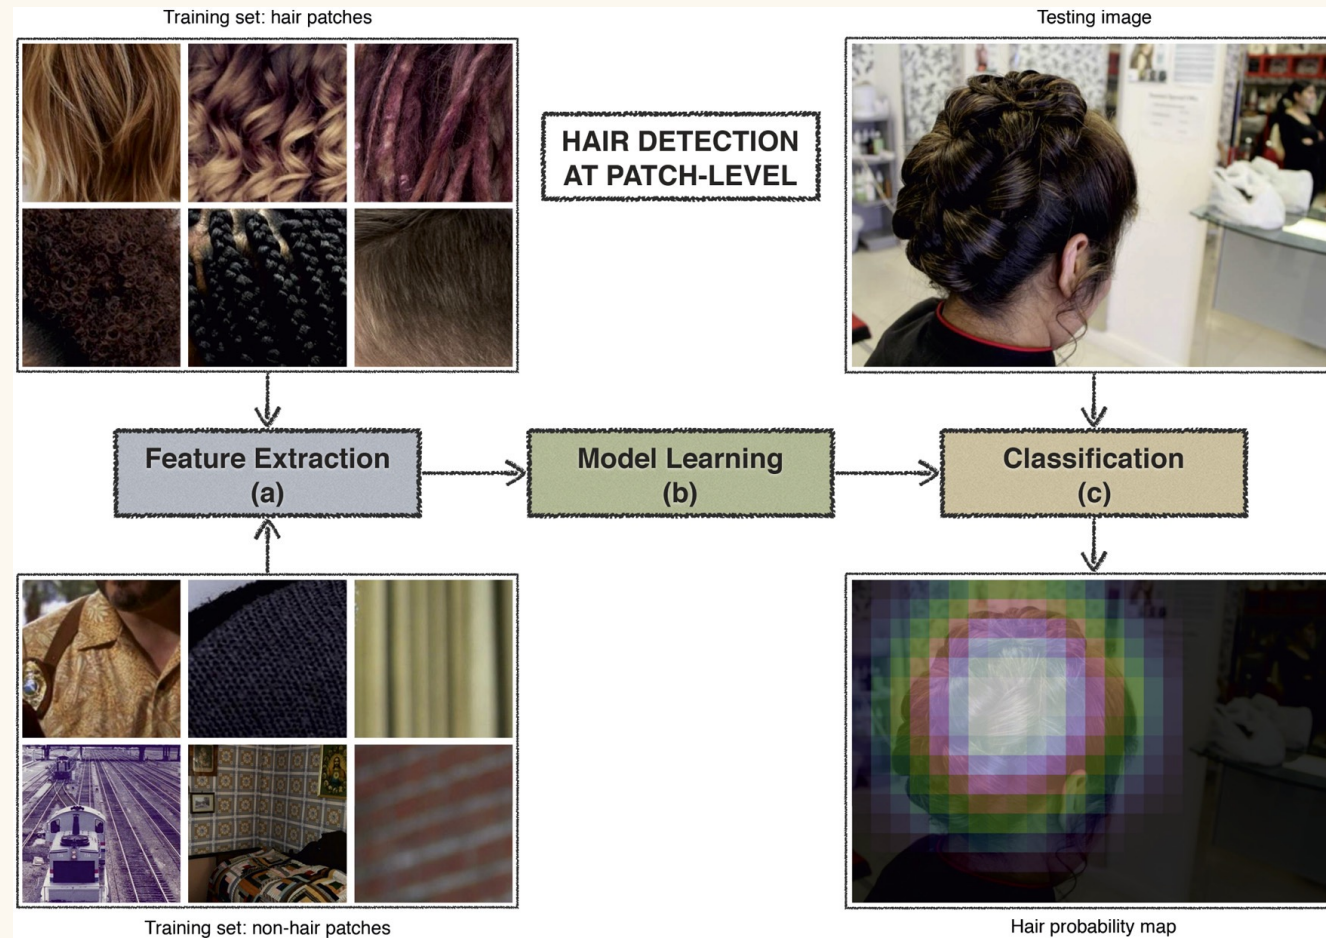 Training set: hair patches
Testing image
HAIR DETECTION
AT PATCH-LEVEL
Feature Extraction
(a)
Model Learning
(b)
Classification
(c)
Training set: non-hair patches
Hair probability map